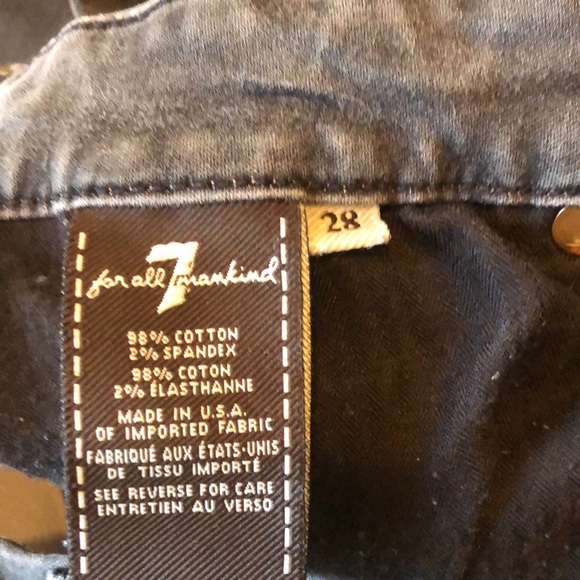 28
for all 7 mankind
98% COTTON
2% SPANDEX
98% COTON
2% ÉLASTHANNE
MADE IN U.S.A.
OF IMPORTED FABRIC
FABRIQUÉ AUX ÉTATS-UNIS
DE TISSU IMPORTÉ
SEE REVERSE FOR CARE
ENTRETIEN AU VERSO